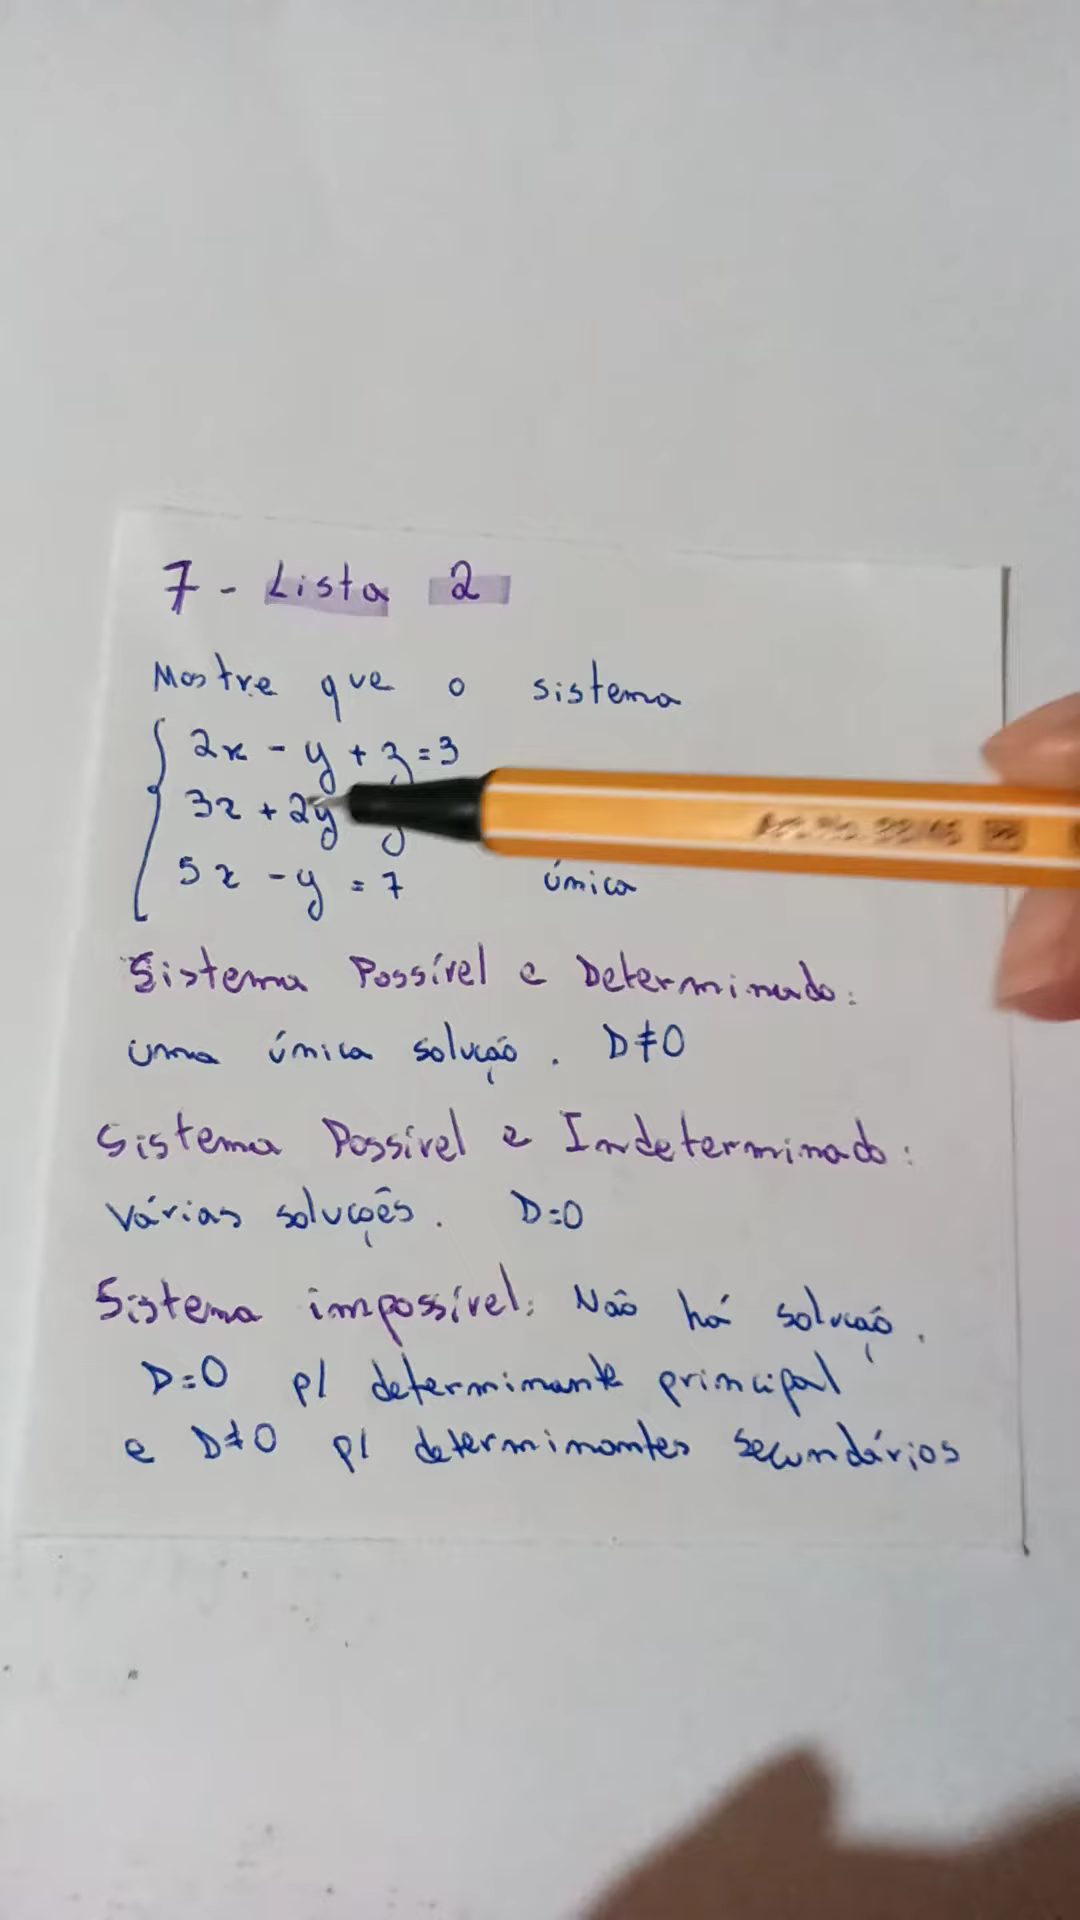 7 - Lista 2
Mostre que o sistema
2x - y + z = 3
3x + 2y
5x - y = 7 única
Sistema Possível e Determinado:
uma única solução. D≠0
Sistema Possível e Indeterminado:
Várias soluções. D=0
Sistema impossível: Não há solução.
D=0 p/ determinante principal
e D≠0 p/ determinantes secundários